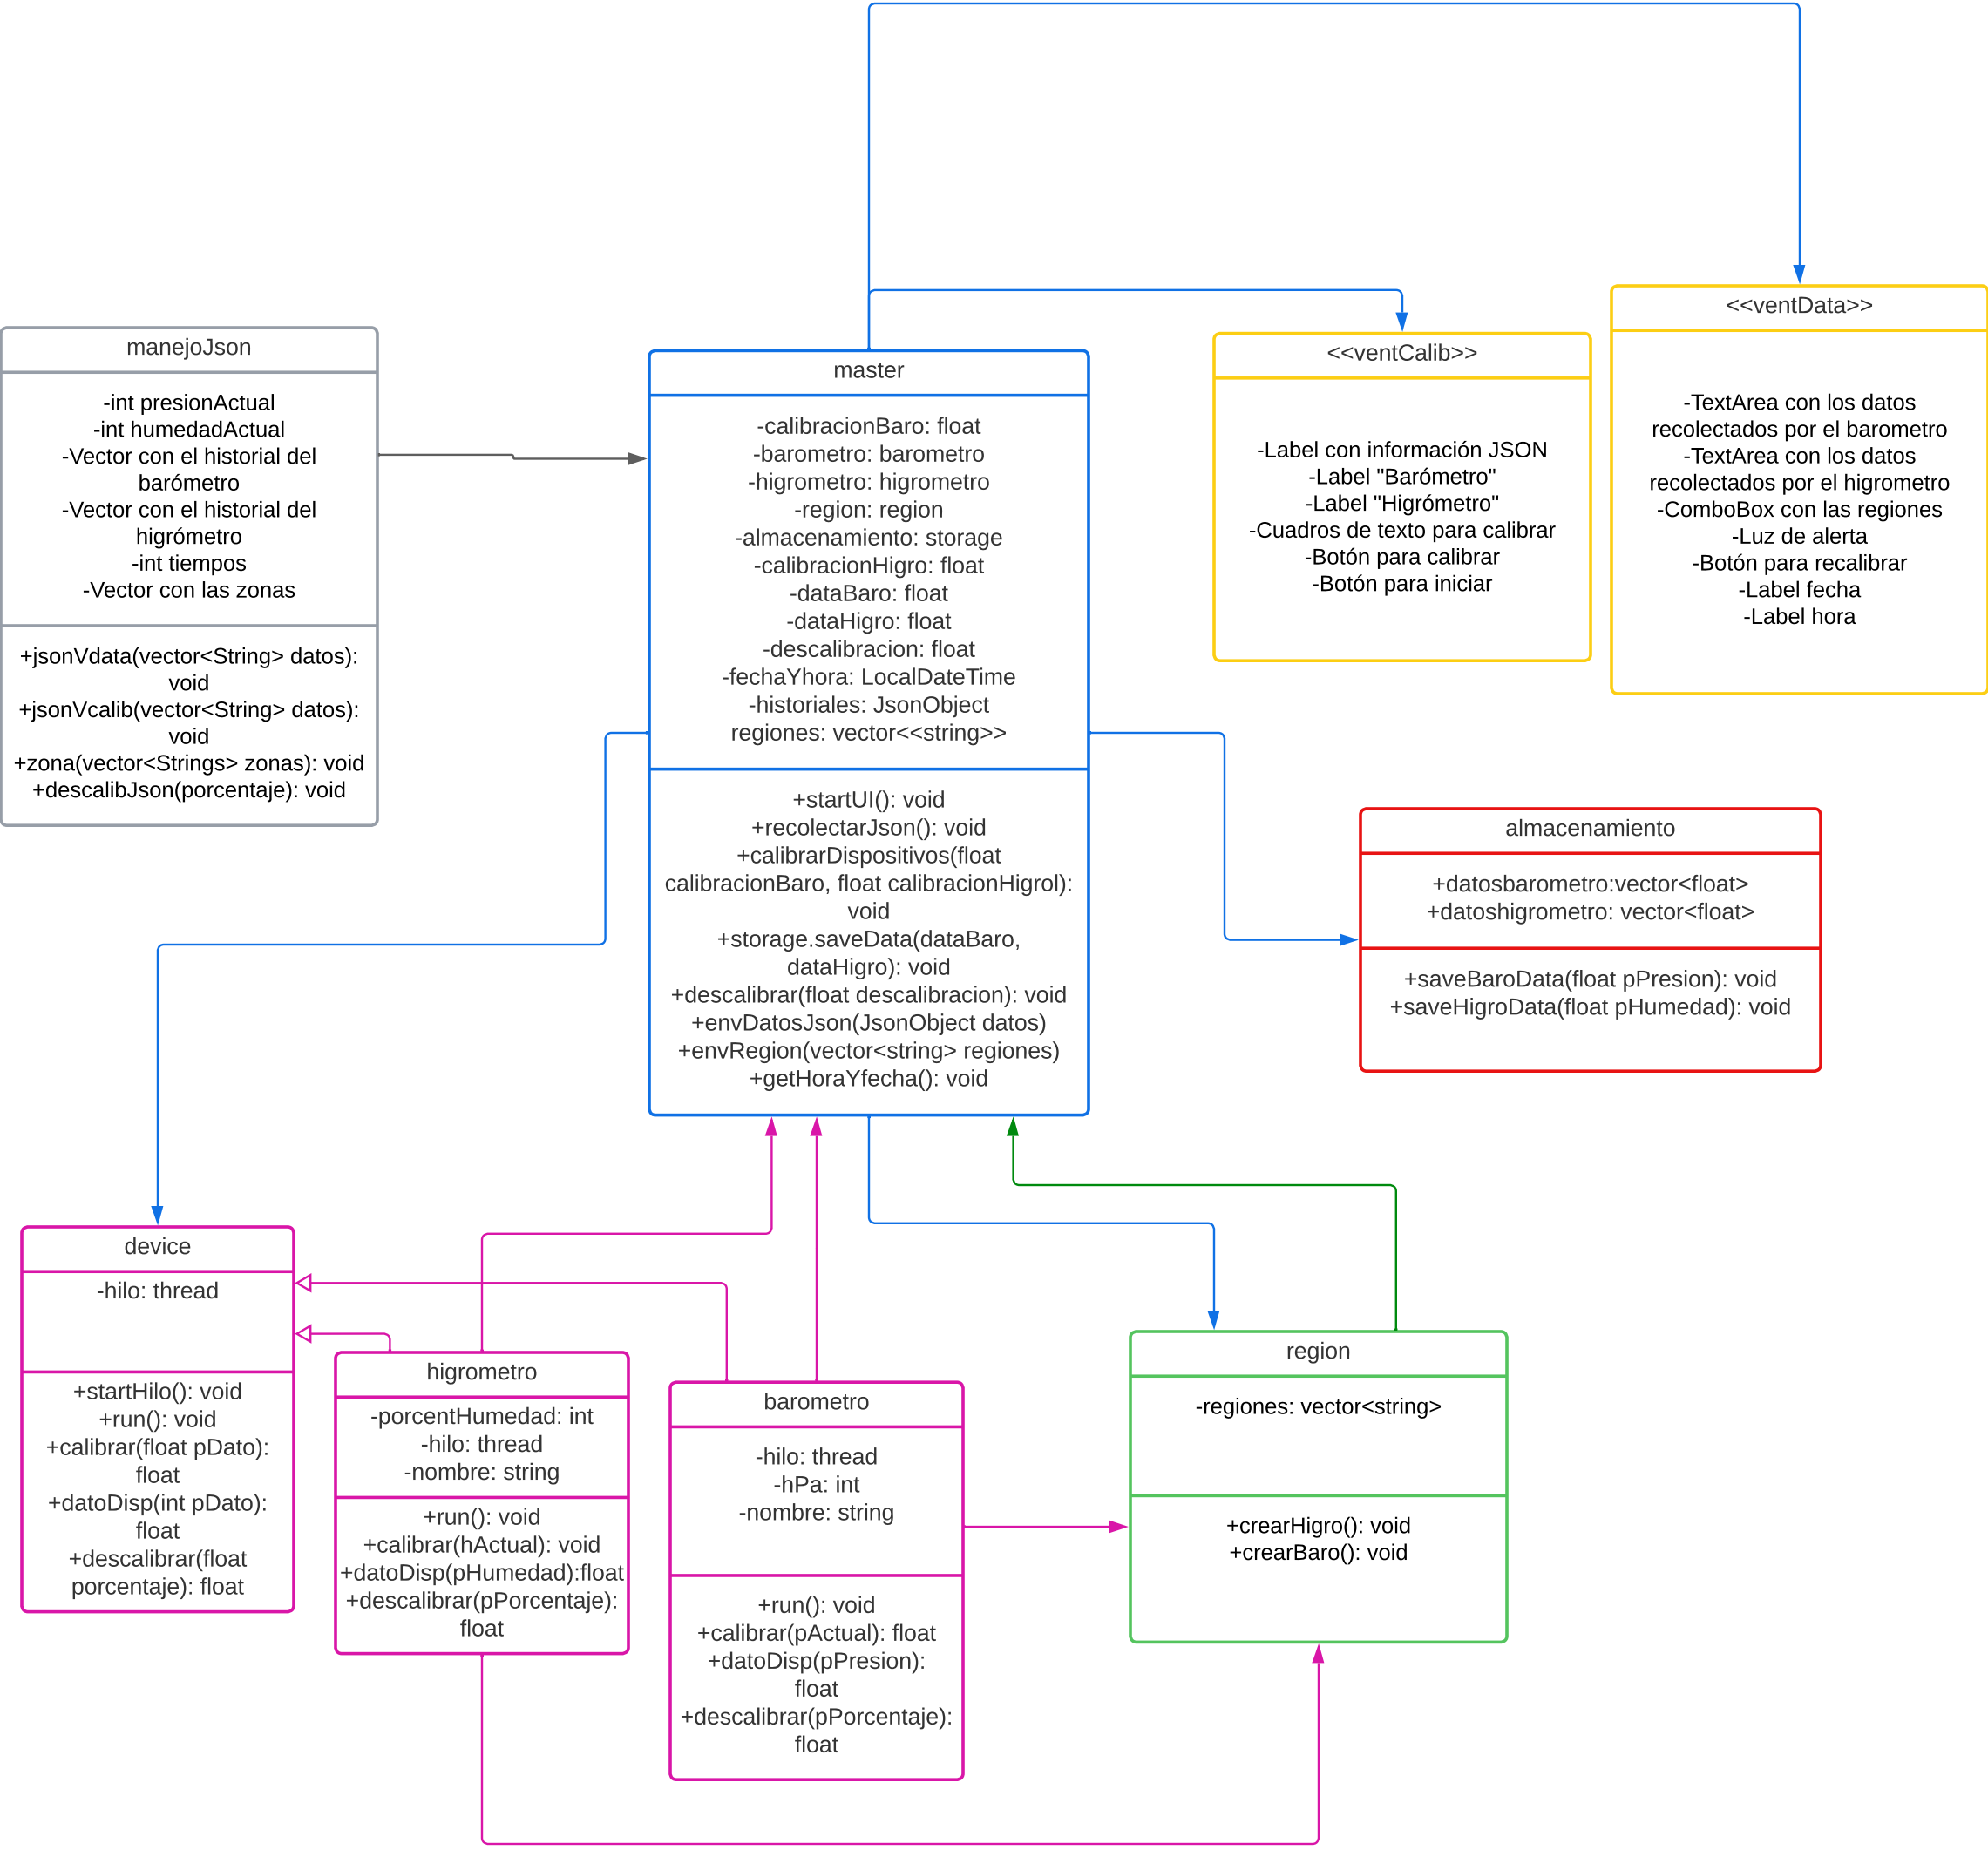 manejoJson
-int presionActual
-int humedadActual
-Vector con el historial del
barómetro
-Vector con el historial del
higrómetro
-int tiempos
-Vector con las zonas
+jsonVdata(vector<String> datos):
void
+jsonVcalib(vector<String> datos):
void
+zona(vector<Strings> zonas): void
+descalibJson(porcentaje): void
master
-calibracionBaro: float
-barometro: barometro
-higrometro: higrometro
-region: region
-almacenamiento: storage
-calibracionHigro: float
-dataBaro: float
-dataHigro: float
-descalibracion: float
-fechaYhora: LocalDateTime
-historiales: JsonObject
regiones: vector<<string>>
+startUI(): void
+recolectarJson(): void
+calibrarDispositivos(float
calibracionBaro, float calibracionHigrol):
void
+storage.saveData(dataBaro,
dataHigro): void
+descalibrar(float descalibracion): void
+envDatosJson(JsonObject datos)
+envRegion(vector<string> regiones)
+getHoraYfecha(): void
<<ventCalib>>
-Label con información JSON
-Label "Barómetro"
-Label "Higrómetro"
-Cuadros de texto para calibrar
-Botón para calibrar
-Botón para iniciar
<<ventData>>
-TextArea con los datos
recolectados por el barometro
-TextArea con los datos
recolectados por el higrometro
-ComboBox con las regiones
-Luz de alerta
-Botón para recalibrar
-Label fecha
-Label hora
almacenamiento
+datosbarometro:vector<float>
+datoshigrometro: vector<float>
+saveBaroData(float pPresion): void
+saveHigroData(float pHumedad): void
device
-hilo: thread
+startHilo(): void
+run(): void
+calibrar(float pDato):
float
+datoDisp(int pDato):
float
+descalibrar(float
porcentaje): float
higrometro
-porcentHumedad: int
-hilo: thread
-nombre: string
+run(): void
+calibrar(hActual): void
+datoDisp(pHumedad):float
+descalibrar(pPorcentaje):
float
barometro
-hilo: thread
-hPa: int
-nombre: string
+run(): void
+calibrar(pActual): float
+datoDisp(pPresion):
float
+descalibrar(pPorcentaje):
float
region
-regiones: vector<string>
+crearHigro(): void
+crearBaro(): void